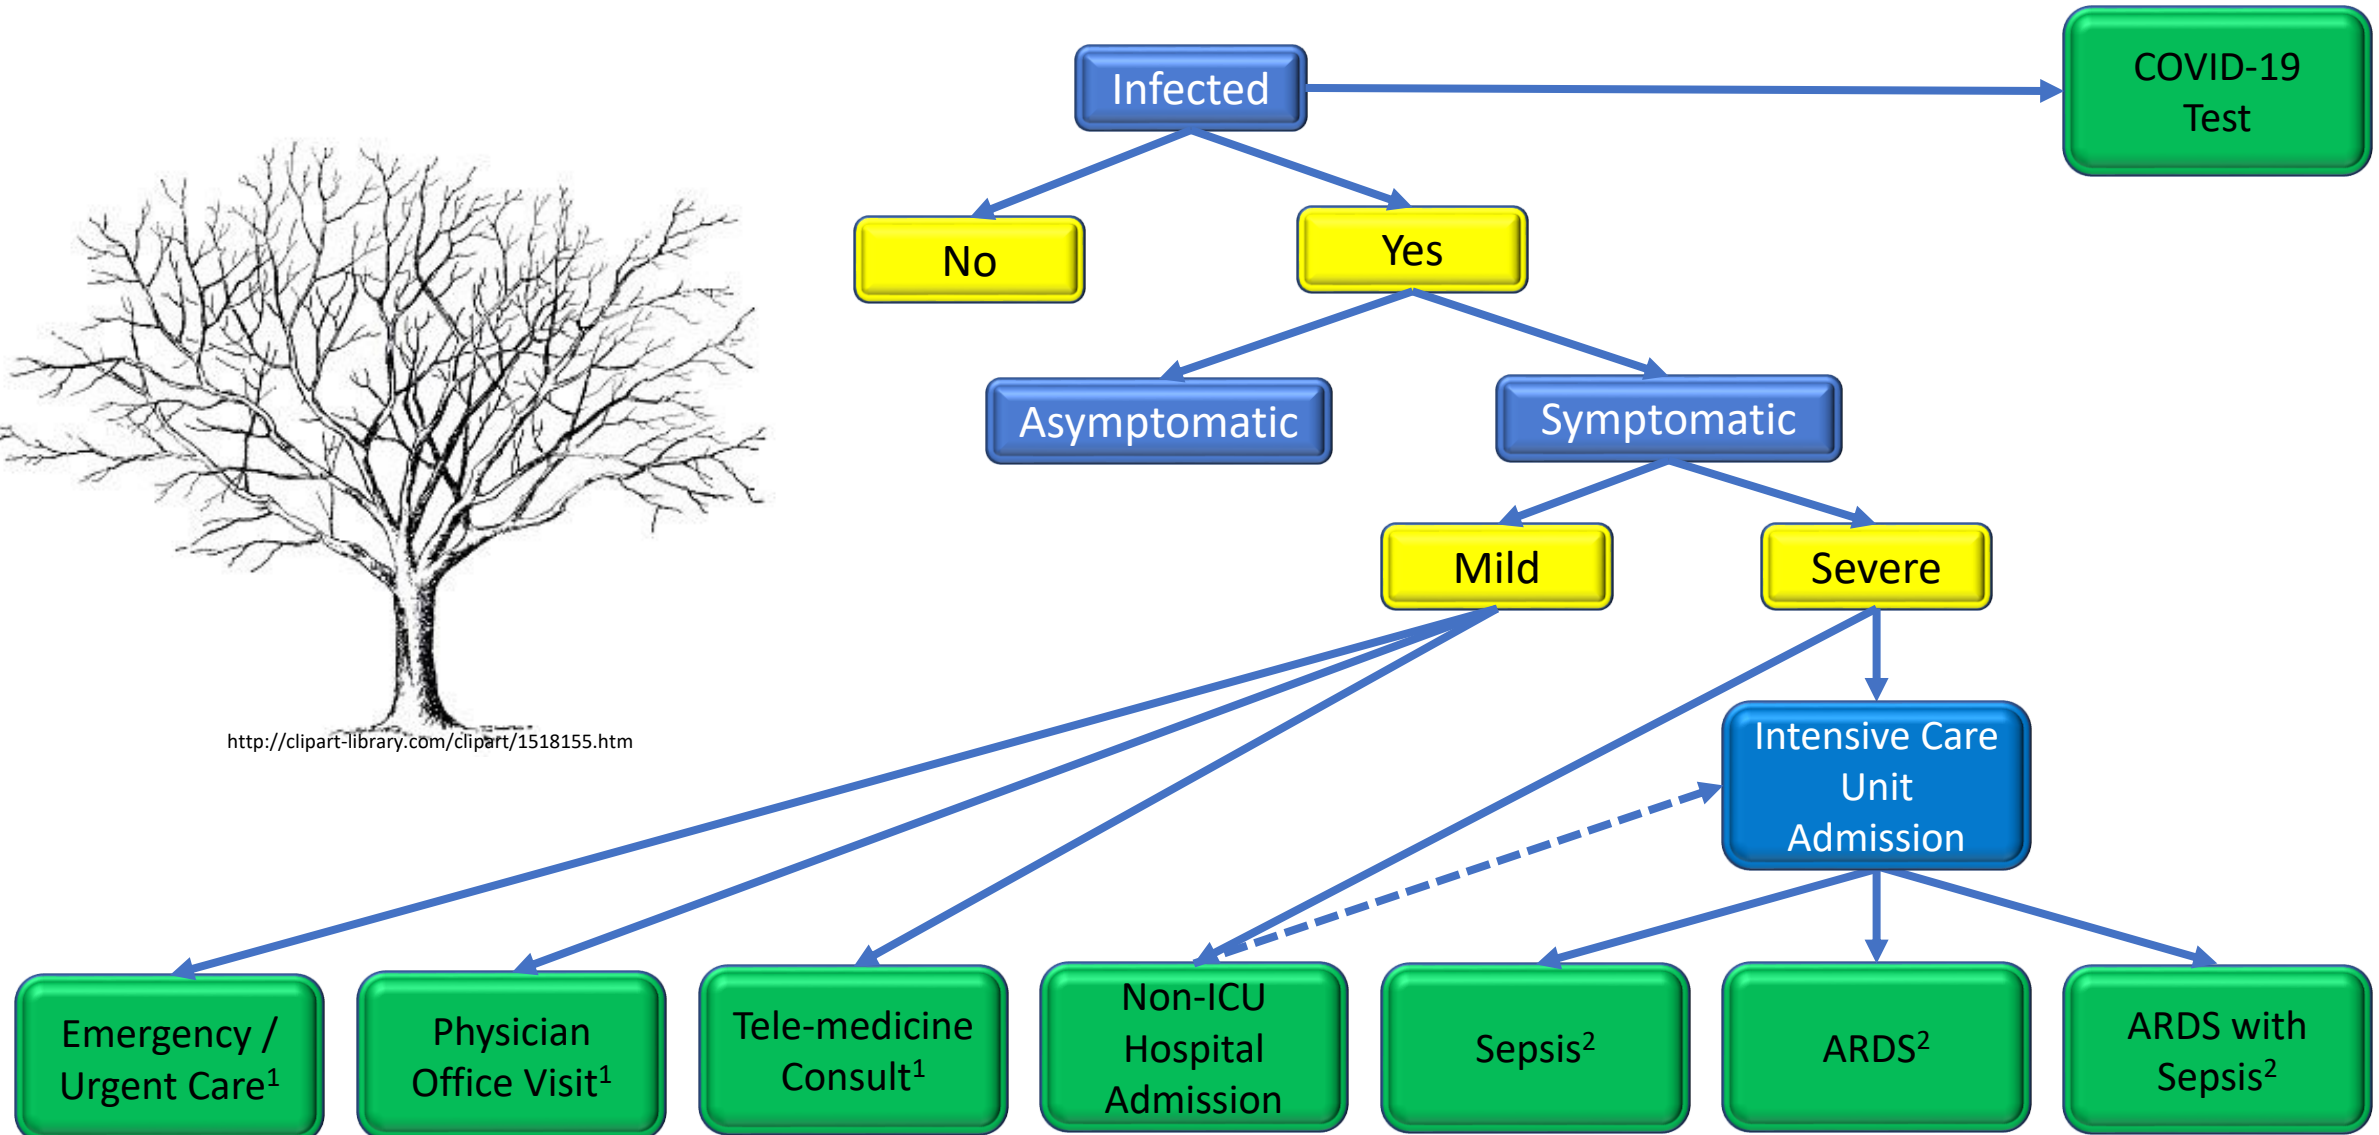 Infected
COVID-19
Test
No
Yes
Asymptomatic
Symptomatic
Mild
Severe
http://clipart-library.com/clipart/1518155.htm
Intensive Care
Unit
Admission
Emergency /
Urgent Care1
Physician
Office Visit1
Tele-medicine
Consult1
Non-ICU
Hospital
Admission
Sepsis2
ARDS2
ARDS with
Sepsis2